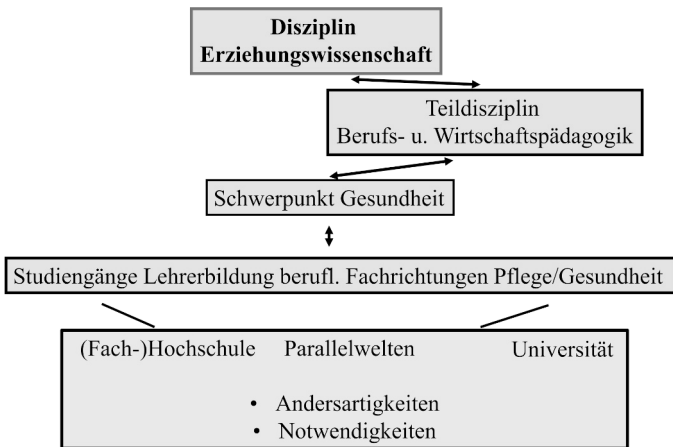 Disziplin
Erziehungswissenschaft
Teildisziplin
Berufs- u. Wirtschaftspädagogik
Schwerpunkt Gesundheit
Studiengänge Lehrerbildung berufl. Fachrichtungen Pflege/Gesundheit
(Fach-)Hochschule Parallelwelten Universität
• Andersartigkeiten
• Notwendigkeiten